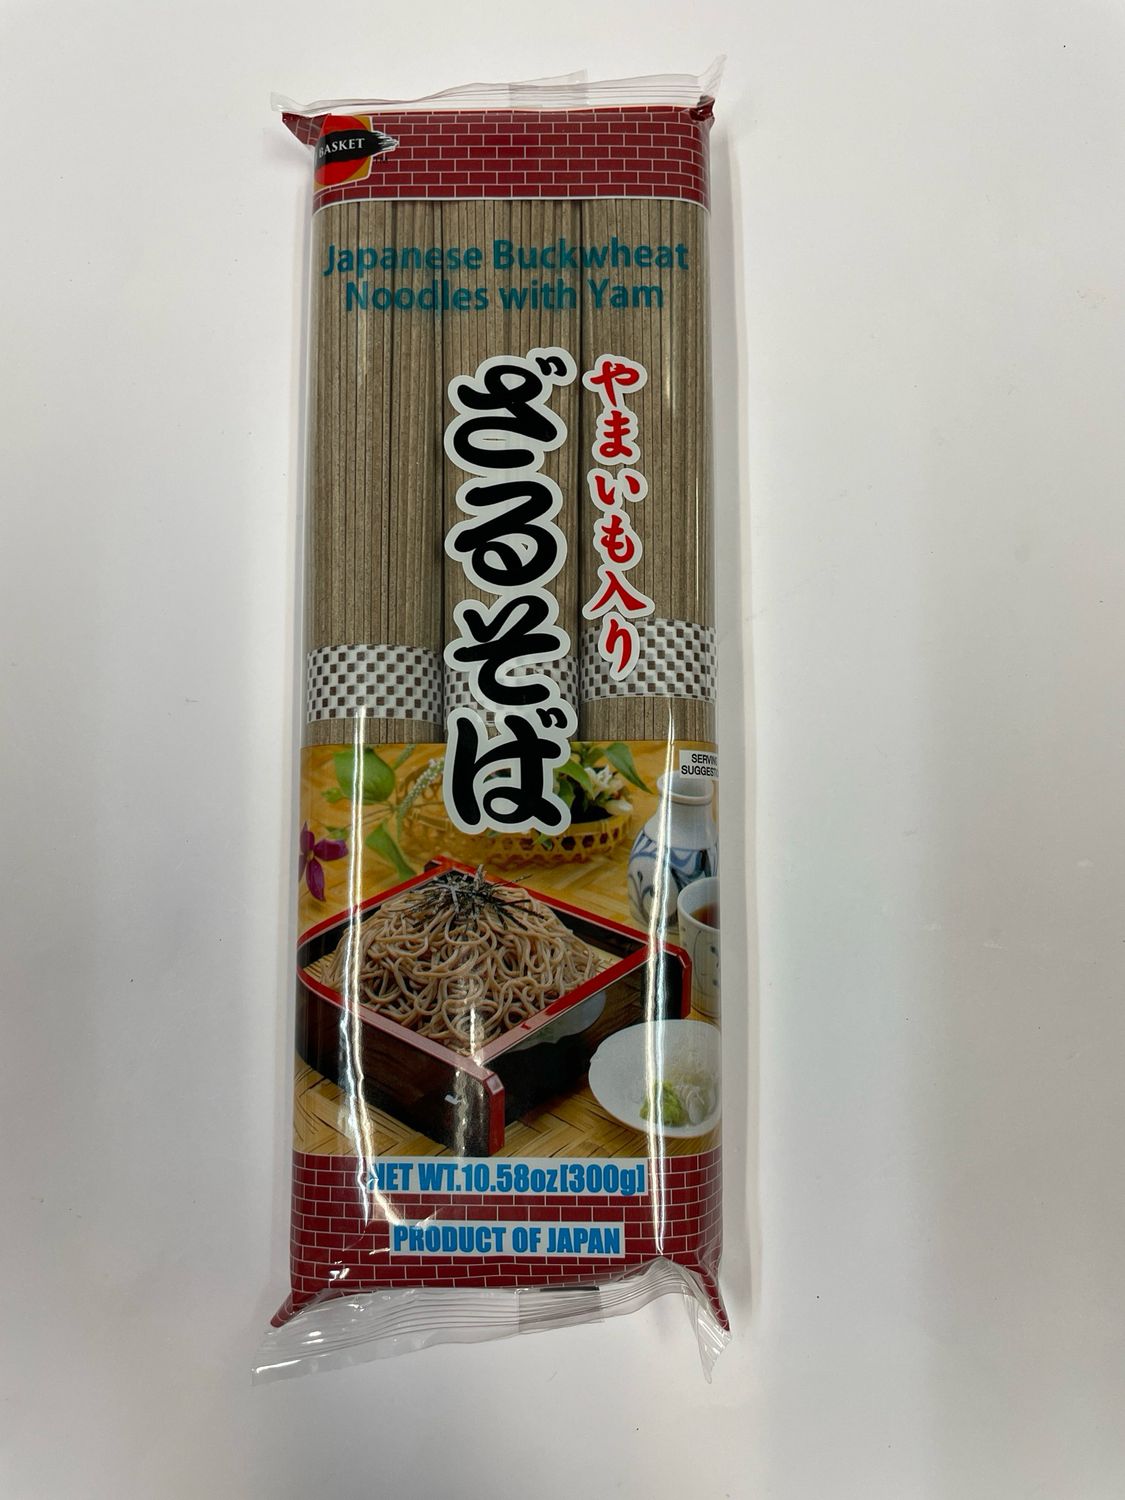 BASKET
Japanese Buckwheat
Noodles with Yam
やまいも入り
ざるそば
SERVING
SUGGESTIO
NET WT.10.58oz[300g]
PRODUCT OF JAPAN